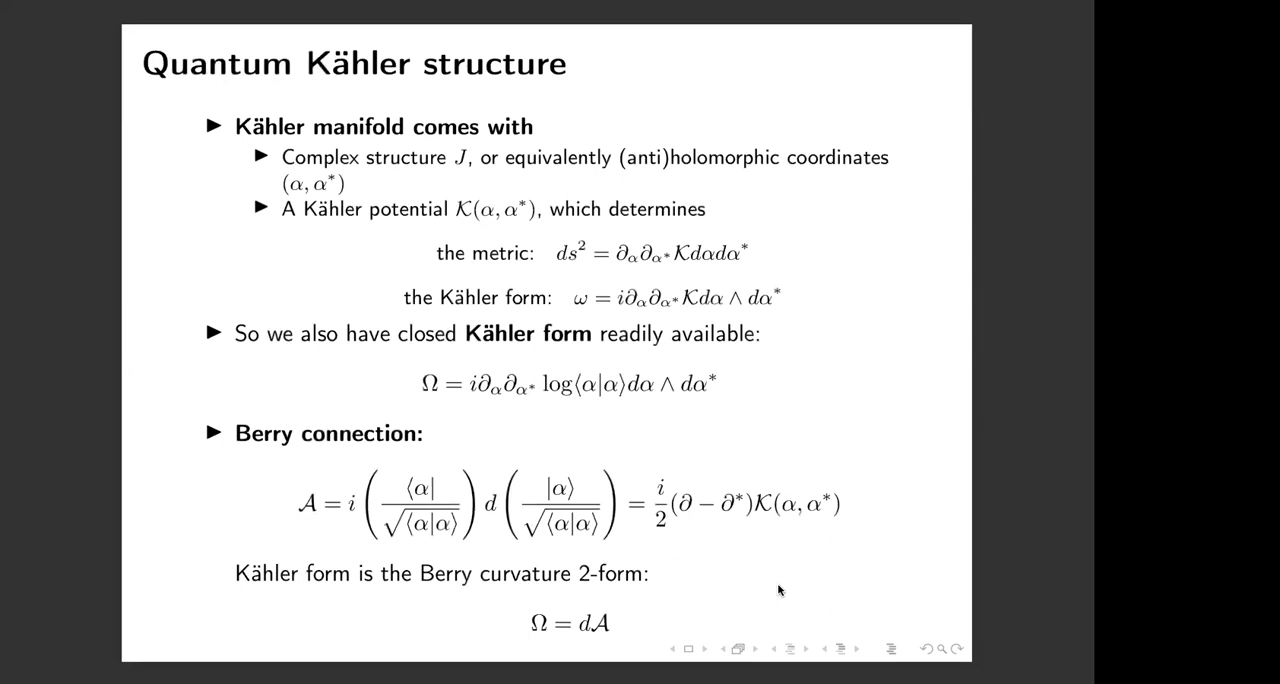 Quantum Kähler structure
▶ Kähler manifold comes with
▶ Complex structure J, or equivalently (anti)holomorphic coordinates
(α, α*)
▶ A Kähler potential 𝒦(α, α*), which determines
the metric: ds² = ∂_α∂_α* 𝒦dαdα*
the Kähler form: ω = i∂_α∂_α* 𝒦dα ∧ dα*
▶ So we also have closed Kähler form readily available:
Ω = i∂_α∂_α* log⟨α|α⟩dα ∧ dα*
▶ Berry connection:
𝒜 = i (⟨α| / √⟨α|α⟩) d (|α⟩ / √⟨α|α⟩) = i/2 (∂ − ∂*)𝒦(α, α*)
Kähler form is the Berry curvature 2-form:
Ω = d𝒜